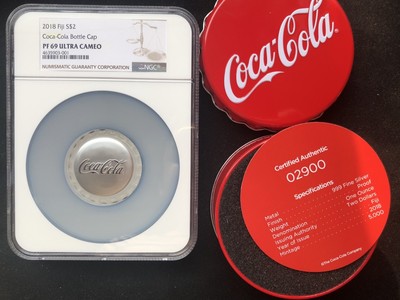 2018 Fiji S$2
Coca-Cola Bottle Cap
PF 69 ULTRA CAMEO
4635903-001
NUMISMATIC GUARANTY CORPORATION
NGC
Coca-Cola
Coca-Cola
Certified Authentic
02900
Specifications
Metal 999 Fine Silver
Finish Proof
Weight One Ounce
Denomination Two Dollars
Issuing Authority Fiji
Year of Issue 2018
Mintage 5,000
©The Coca-Cola Company